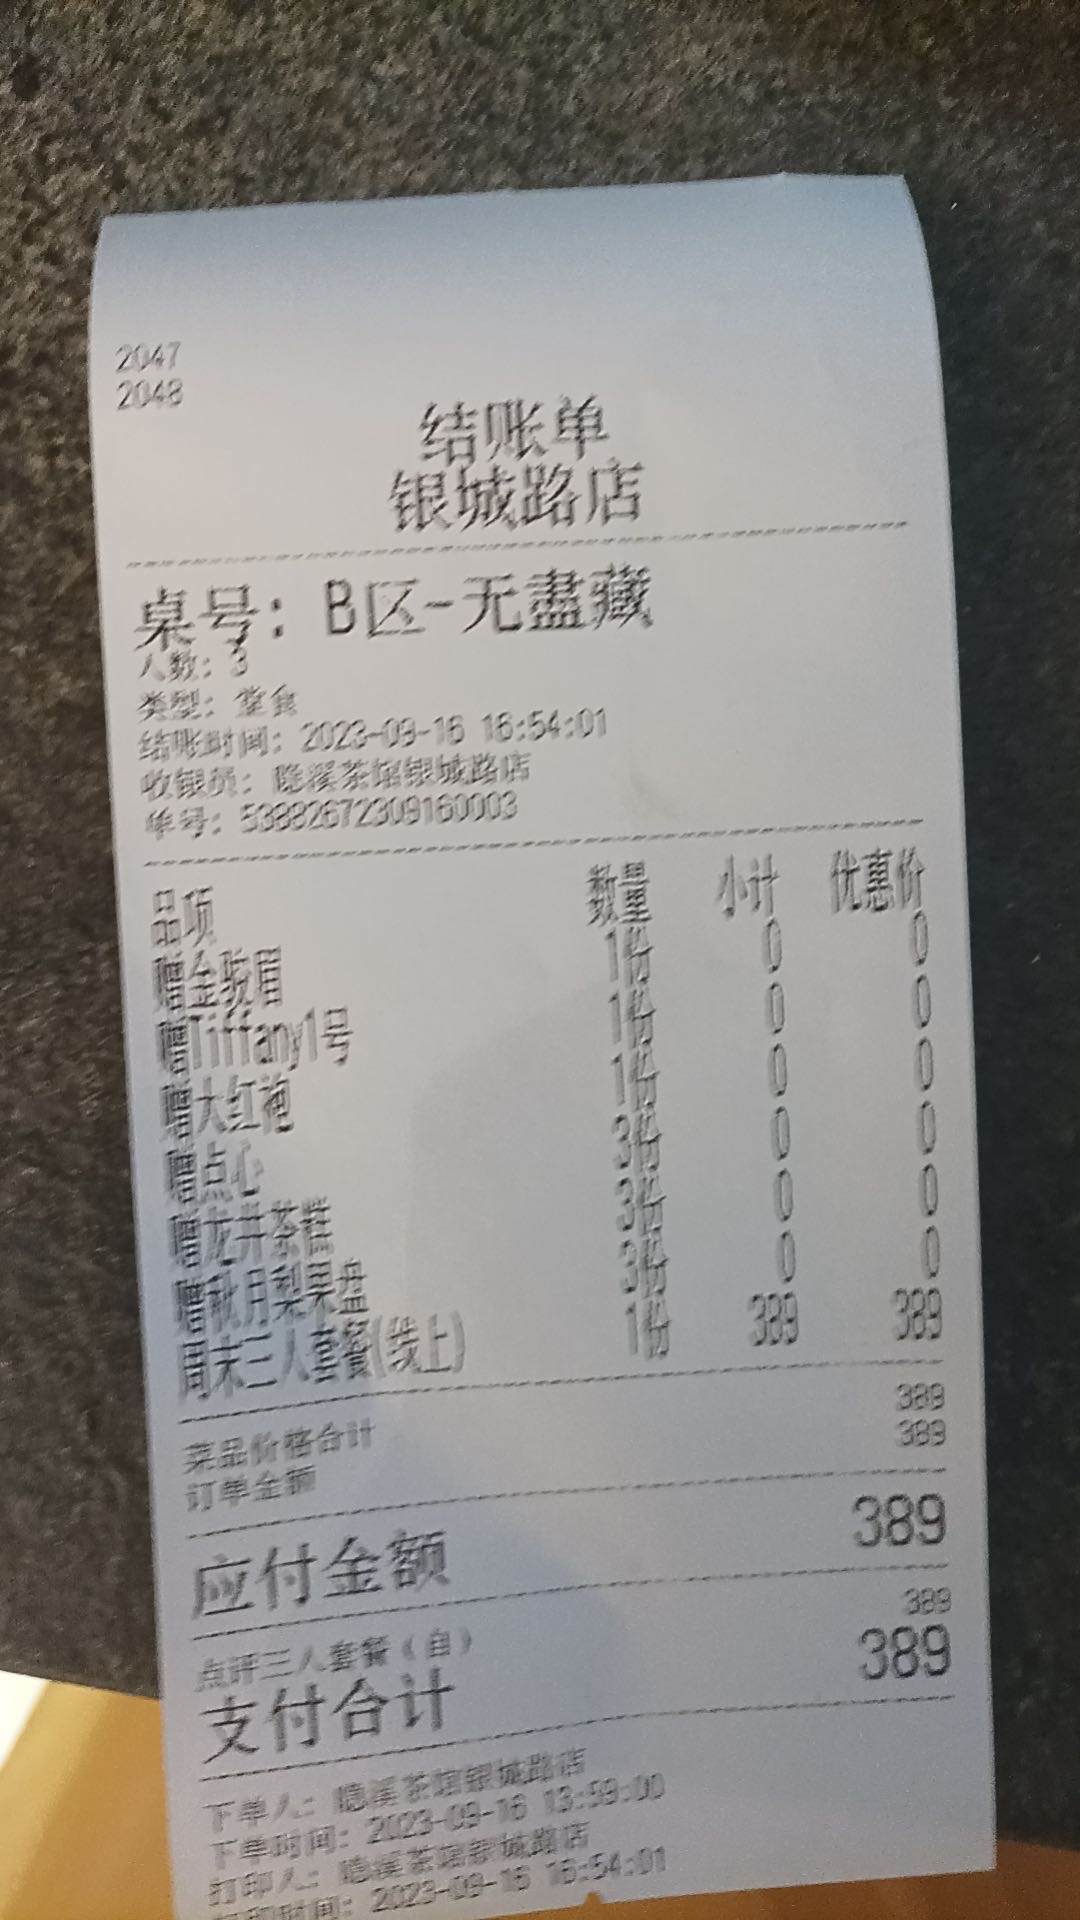 2047
2048
结账单
银城路店
桌号: B区-无盡藏
人数: 3
类型: 堂食
结账时间: 2023-09-16 16:54:01
收银员: 隐溪茶馆银城路店
单号: 53882672309160003
品项 数量 小计 优惠价
赠金骏眉 1份 0 0
赠Tiffany1号 1份 0 0
赠大红袍 1份 0 0
赠点心 3份 0 0
赠龙井茶糕 3份 0 0
赠秋月梨果盘 3份 0 0
周末三人套餐(线上) 1份 389 389
菜品价格合计 389
订单金额 389
应付金额 389
点评三人套餐(自) 389
支付合计 389
下单人: 隐溪茶馆银城路店
下单时间: 2023-09-16 13:59:00
打印人: 隐溪茶馆银城路店
打印时间: 2023-09-16 16:54:01